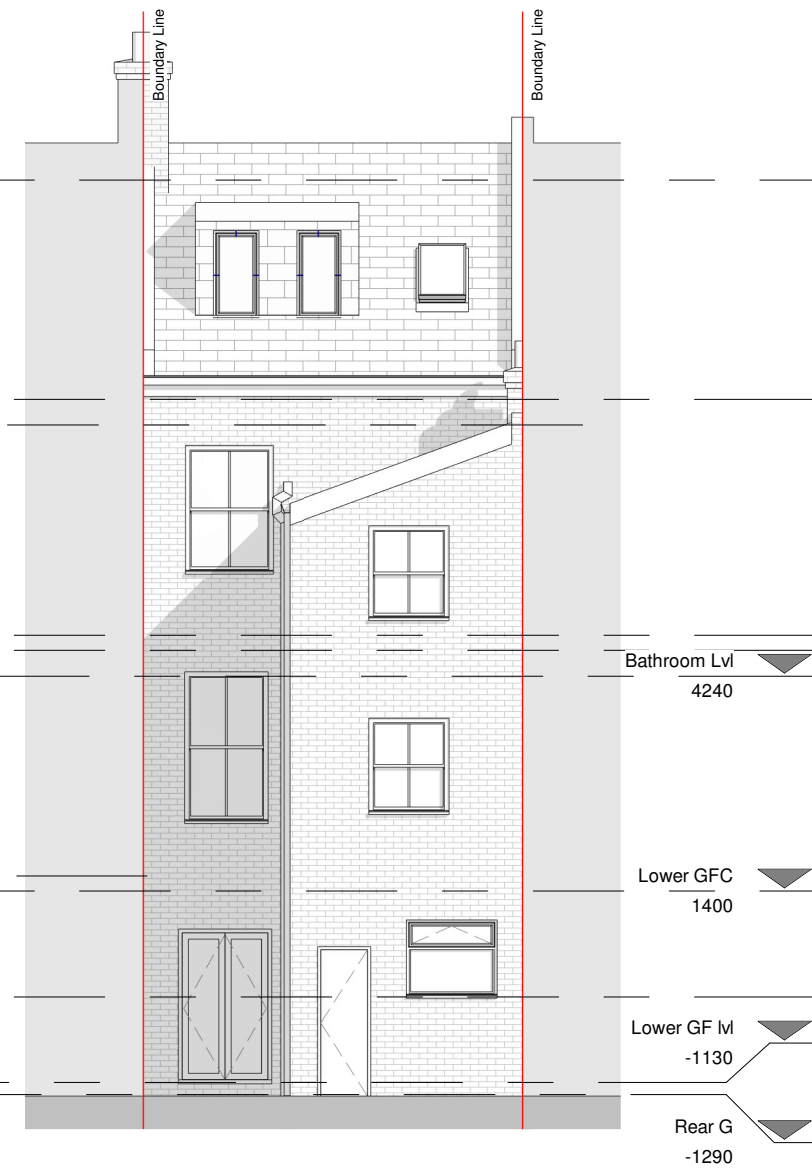 Boundary Line
Boundary Line
Bathroom Lvl
4240
Lower GFC
1400
Lower GF lvl
-1130
Rear G
-1290